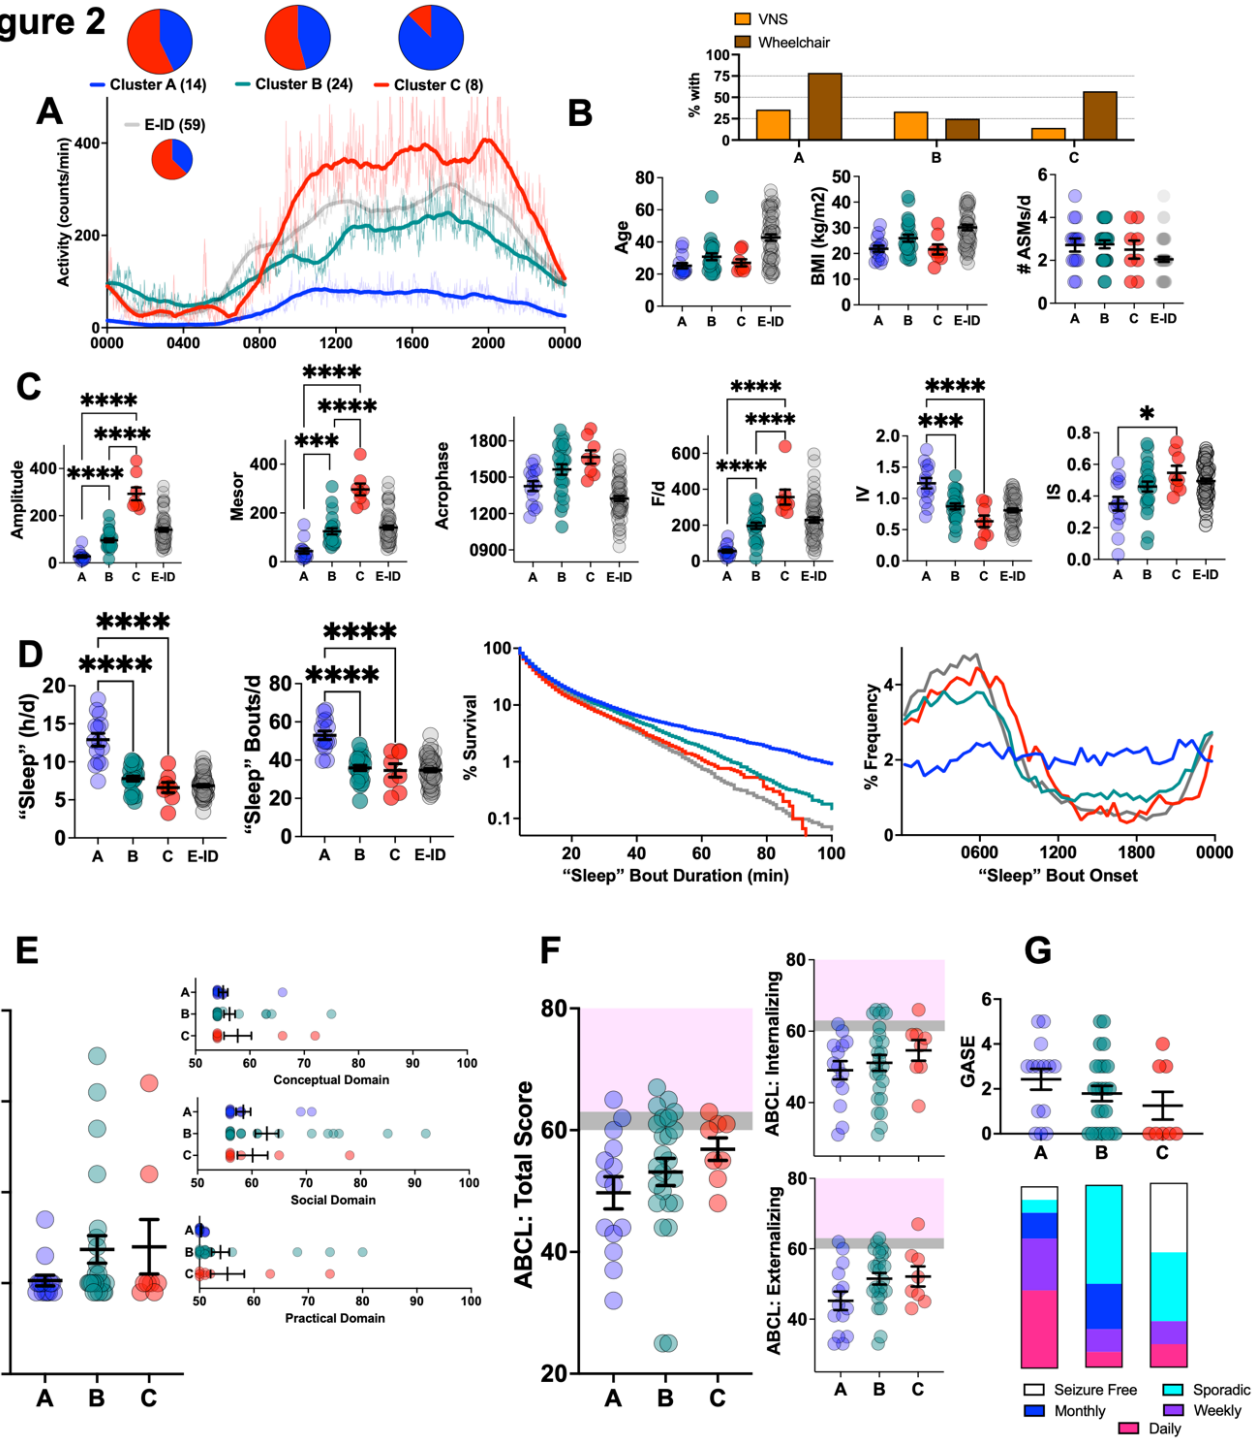 gure 2
Cluster A (14)
Cluster B (24)
Cluster C (8)
A
E-ID (59)
Activity (counts/min)
400
200
0
0000 0400 0800 1200 1600 2000 0000
VNS
Wheelchair
B
% with
100
75
50
25
0
A B C
Age
80
60
40
20
0
A B C E-ID
BMI (kg/m2)
50
40
30
20
10
0
A B C E-ID
# ASMs/d
6
4
2
0
A B C E-ID
C
Amplitude
****
****
****
400
200
0
A B C E-ID
Mesor
****
****
***
400
200
0
A B C E-ID
Acrophase
1800
1500
1200
0900
A B C E-ID
F/d
****
****
****
600
400
200
0
A B C E-ID
IV
****
***
2.0
1.5
1.0
0.5
0.0
A B C E-ID
IS
*
0.8
0.6
0.4
0.2
0.0
A B C E-ID
D
“Sleep” (h/d)
****
****
20
15
10
5
0
A B C E-ID
“Sleep” Bouts/d
****
****
80
60
40
20
0
A B C E-ID
% Survival
100
10
1
0.1
20 40 60 80 100
“Sleep” Bout Duration (min)
% Frequency
4
2
0
0600 1200 1800 0000
“Sleep” Bout Onset
E
A B C
A
B
C
50 60 70 80 90 100
Conceptual Domain
A
B
C
50 60 70 80 90 100
Social Domain
A
B
C
50 60 70 80 90 100
Practical Domain
F
ABCL: Total Score
80
60
40
20
A B C
ABCL: Internalizing
80
60
40
ABCL: Externalizing
80
60
40
A B C
G
GASE
6
4
2
0
A B C
Seizure Free
Sporadic
Monthly
Weekly
Daily